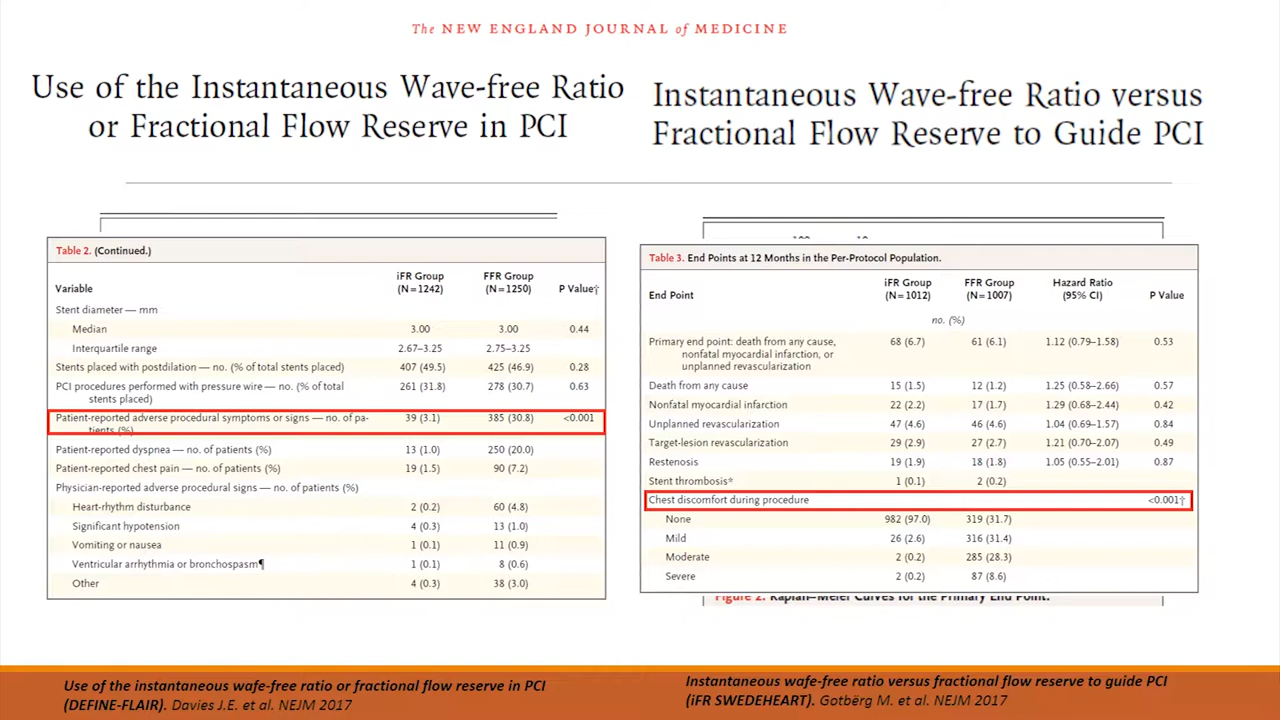 The NEW ENGLAND JOURNAL of MEDICINE
Use of the Instantaneous Wave-free Ratio
or Fractional Flow Reserve in PCI
Instantaneous Wave-free Ratio versus
Fractional Flow Reserve to Guide PCI
Table 2. (Continued.)
Variable
iFR Group
(N=1242)
FFR Group
(N=1250)
P Value†
Stent diameter — mm
Median 3.00 3.00 0.44
Interquartile range 2.67–3.25 2.75–3.25
Stents placed with postdilation — no. (% of total stents placed) 407 (49.5) 425 (46.9) 0.28
PCI procedures performed with pressure wire — no. (% of total 261 (31.8) 278 (30.7) 0.63
stents placed)
Patient-reported adverse procedural symptoms or signs — no. of pa- 39 (3.1) 385 (30.8) <0.001
tients (%)
Patient-reported dyspnea — no. of patients (%) 13 (1.0) 250 (20.0)
Patient-reported chest pain — no. of patients (%) 19 (1.5) 90 (7.2)
Physician-reported adverse procedural signs — no. of patients (%)
Heart-rhythm disturbance 2 (0.2) 60 (4.8)
Significant hypotension 4 (0.3) 13 (1.0)
Vomiting or nausea 1 (0.1) 11 (0.9)
Ventricular arrhythmia or bronchospasm¶ 1 (0.1) 8 (0.6)
Other 4 (0.3) 38 (3.0)
Table 3. End Points at 12 Months in the Per-Protocol Population.
End Point
iFR Group
(N=1012)
FFR Group
(N=1007)
Hazard Ratio
(95% CI)
P Value
no. (%)
Primary end point: death from any cause, 68 (6.7) 61 (6.1) 1.12 (0.79–1.58) 0.53
nonfatal myocardial infarction, or
unplanned revascularization
Death from any cause 15 (1.5) 12 (1.2) 1.25 (0.58–2.66) 0.57
Nonfatal myocardial infarction 22 (2.2) 17 (1.7) 1.29 (0.68–2.44) 0.42
Unplanned revascularization 47 (4.6) 46 (4.6) 1.04 (0.69–1.57) 0.84
Target-lesion revascularization 29 (2.9) 27 (2.7) 1.21 (0.70–2.07) 0.49
Restenosis 19 (1.9) 18 (1.8) 1.05 (0.55–2.01) 0.87
Stent thrombosis* 1 (0.1) 2 (0.2)
Chest discomfort during procedure <0.001†
None 982 (97.0) 319 (31.7)
Mild 26 (2.6) 316 (31.4)
Moderate 2 (0.2) 285 (28.3)
Severe 2 (0.2) 87 (8.6)
Figure 2. Kaplan–Meier Curves for the Primary End Point.
Use of the instantaneous wafe-free ratio or fractional flow reserve in PCI
(DEFINE-FLAIR). Davies J.E. et al. NEJM 2017
Instantaneous wafe-free ratio versus fractional flow reserve to guide PCI
(iFR SWEDEHEART). Gotbërg M. et al. NEJM 2017